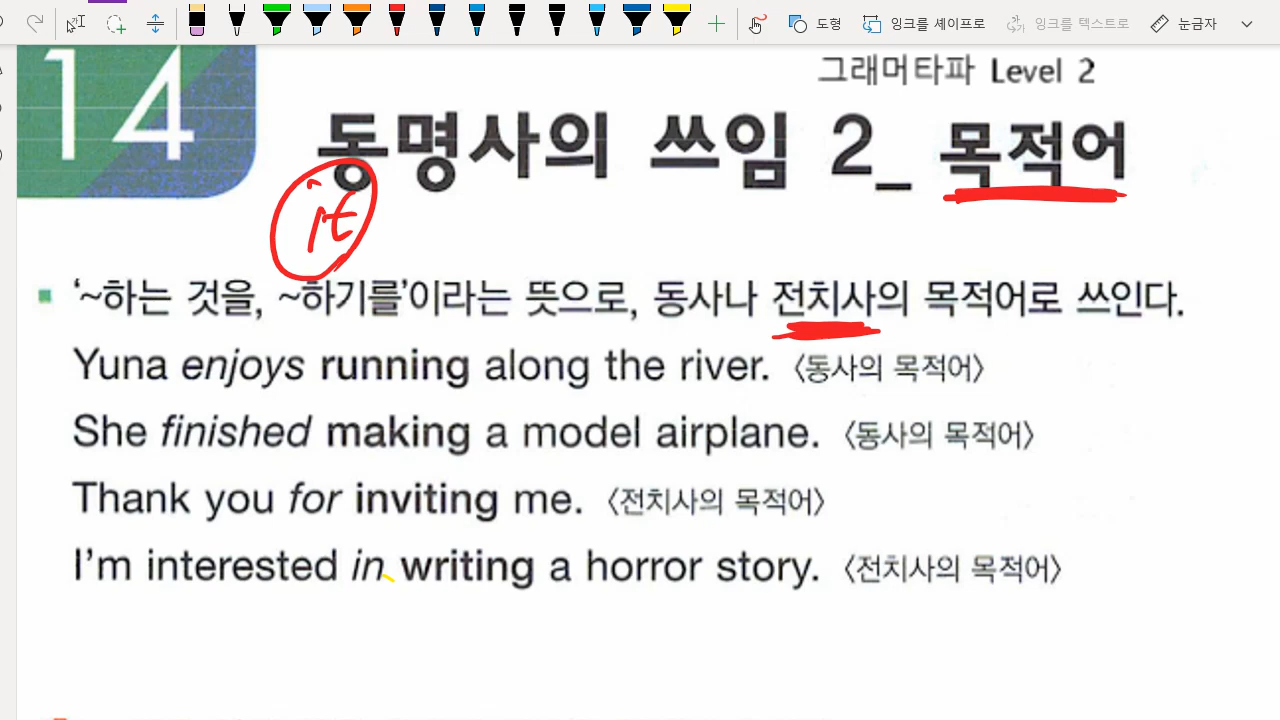 도형
잉크를 셰이프로
잉크를 텍스트로
눈금자
14
그래머타파 Level 2
동명사의 쓰임 2_ 목적어
it
▪ ‘~하는 것을, ~하기를’이라는 뜻으로, 동사나 전치사의 목적어로 쓰인다.
Yuna enjoys running along the river. 〈동사의 목적어〉
She finished making a model airplane. 〈동사의 목적어〉
Thank you for inviting me. 〈전치사의 목적어〉
I’m interested in writing a horror story. 〈전치사의 목적어〉